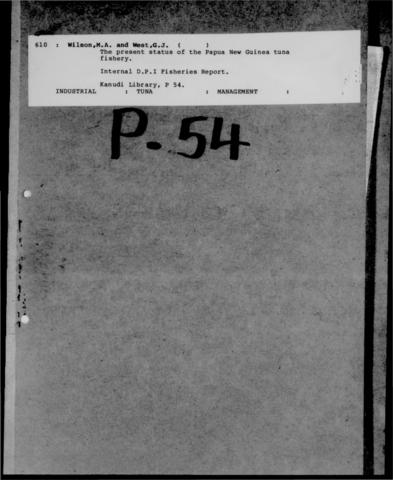 610 : Wilson,M.A. and West,G.J. ( )
The present status of the Papua New Guinea tuna
fishery.
Internal D.P.I Fisheries Report.
Kanudi Library, P 54.
INDUSTRIAL : TUNA : MANAGEMENT :
P. 54